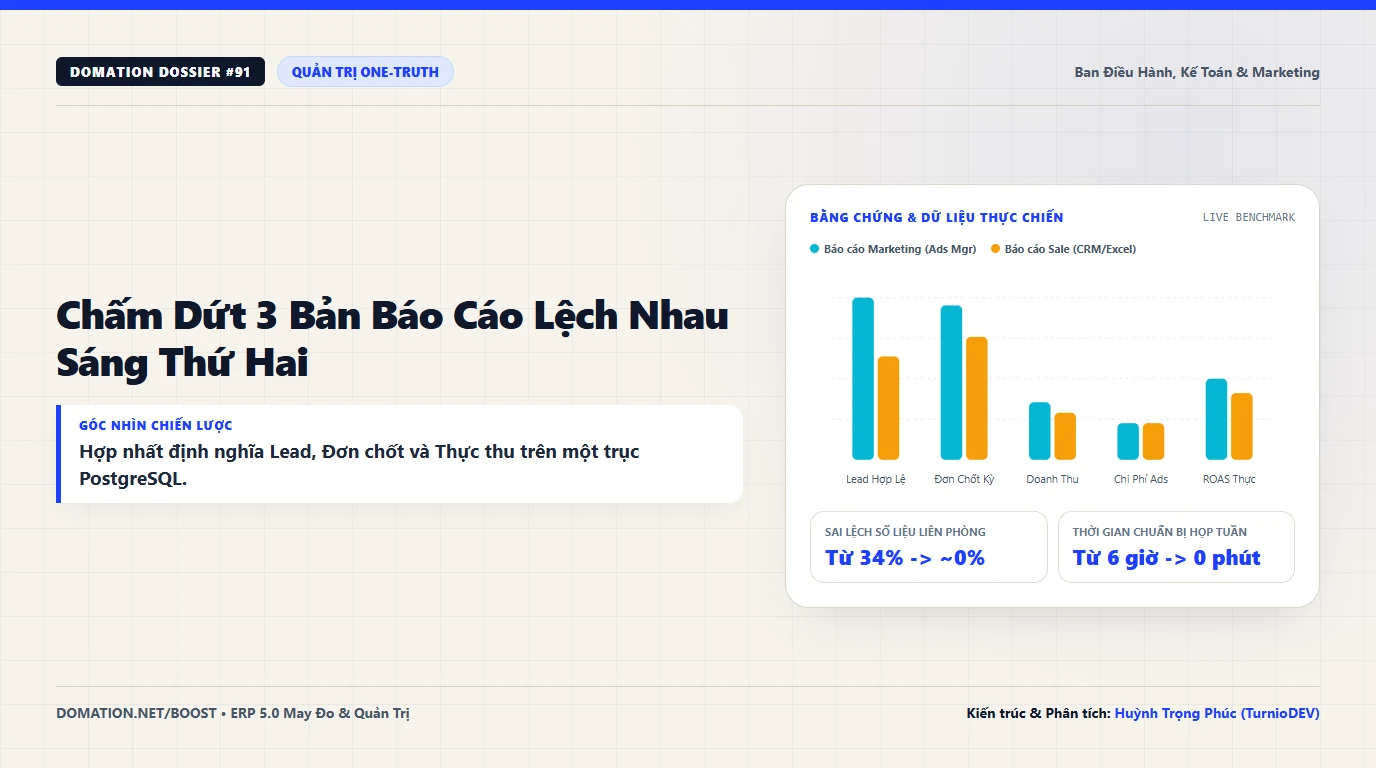 DOMATION DOSSIER #91
QUẢN TRỊ ONE-TRUTH
Ban Điều Hành, Kế Toán & Marketing
Chấm Dứt 3 Bản Báo Cáo Lệch Nhau
Sáng Thứ Hai
GÓC NHÌN CHIẾN LƯỢC
Hợp nhất định nghĩa Lead, Đơn chốt và Thực thu trên một trục
PostgreSQL.
BẰNG CHỨNG & DỮ LIỆU THỰC CHIẾN
LIVE BENCHMARK
Báo cáo Marketing (Ads Mgr)
Báo cáo Sale (CRM/Excel)
Lead Hợp Lệ
Đơn Chốt Kỳ
Doanh Thu
Chi Phí Ads
ROAS Thực
SAI LỆCH SỐ LIỆU LIÊN PHÒNG
Từ 34% -> ~0%
THỜI GIAN CHUẨN BỊ HỌP TUẦN
Từ 6 giờ -> 0 phút
DOMATION.NET/BOOST • ERP 5.0 May Đo & Quản Trị
Kiến trúc & Phân tích: Huỳnh Trọng Phúc (TurnioDEV)